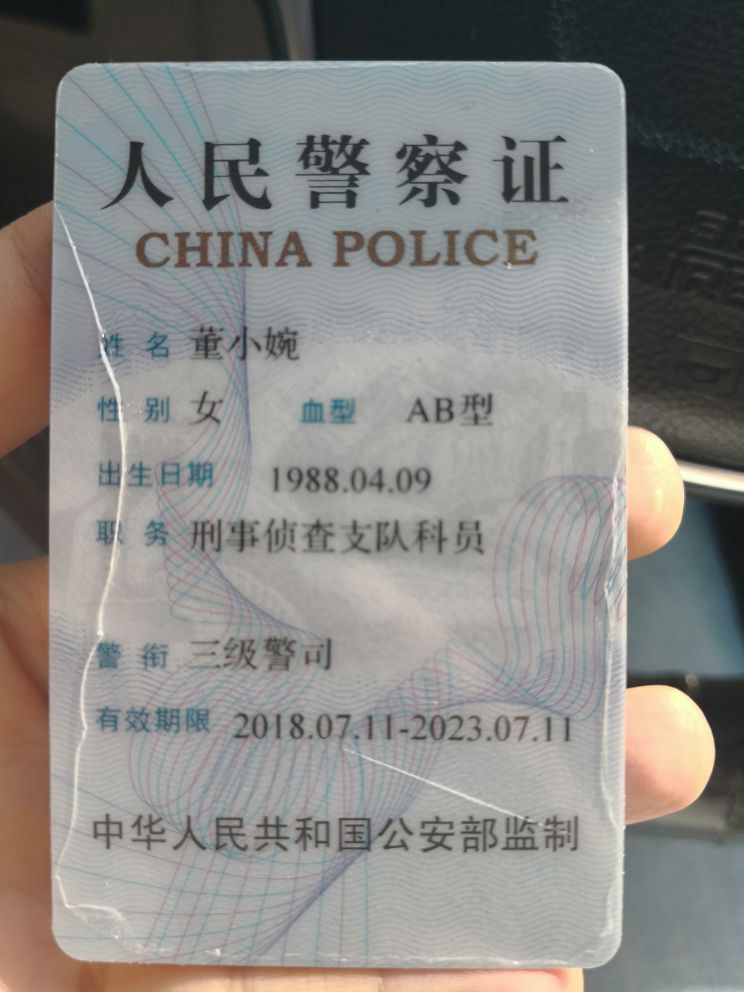 人民警察证
CHINA POLICE
姓名 董小婉
性别 女 血型 AB型
出生日期 1988.04.09
职务 刑事侦查支队科员
警衔 三级警司
有效期限 2018.07.11-2023.07.11
中华人民共和国公安部监制